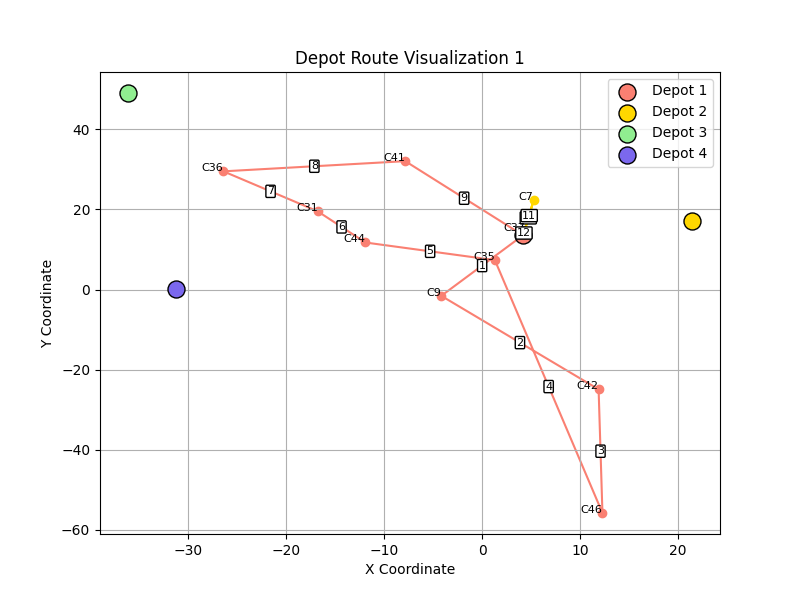 Depot Route Visualization 1
Depot 1
Depot 2
Depot 3
Depot 4
40
20
0
−20
−40
−60
Y Coordinate
C36
8
C41
7
9
C7
C31
11
6
12
C44
5
C35
1
C9
2
4
C42
3
C46
−30
−20
−10
0
10
20
X Coordinate